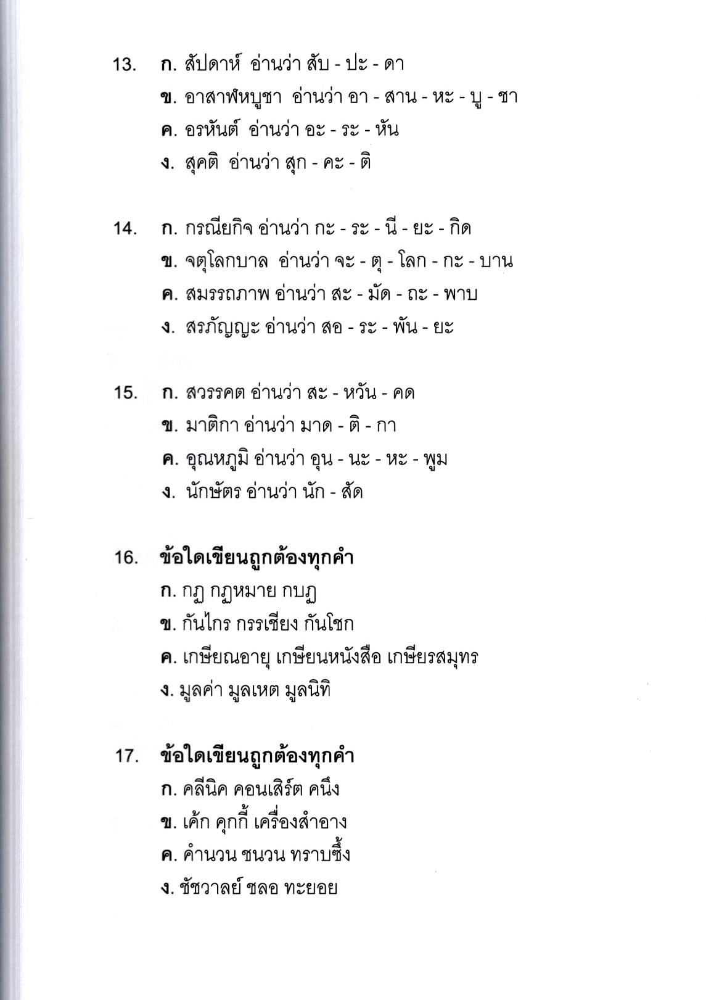 13. ก. สัปดาห์ อ่านว่า สับ - ปะ - ดา
ข. อาสาฬหบูชา อ่านว่า อา - สาน - หะ - บู - ชา
ค. อรหันต์ อ่านว่า อะ - ระ - หัน
ง. สุคติ อ่านว่า สุก - คะ - ติ
14. ก. กรณียกิจ อ่านว่า กะ - ระ - นี - ยะ - กิด
ข. จตุโลกบาล อ่านว่า จะ - ตุ - โลก - กะ - บาน
ค. สมรรถภาพ อ่านว่า สะ - มัด - ถะ - พาบ
ง. สรภัญญะ อ่านว่า สอ - ระ - พัน - ยะ
15. ก. สวรรคต อ่านว่า สะ - หวัน - คด
ข. มาติกา อ่านว่า มาด - ติ - กา
ค. อุณหภูมิ อ่านว่า อุน - นะ - หะ - พูม
ง. นักษัตร อ่านว่า นัก - สัด
16. ข้อใดเขียนถูกต้องทุกคำ
ก. กฏ กฏหมาย กบฏ
ข. กันไกร กรรเชียง กันโชก
ค. เกษียณอายุ เกษียนหนังสือ เกษียรสมุทร
ง. มูลค่า มูลเหต มูลนิทิ
17. ข้อใดเขียนถูกต้องทุกคำ
ก. คลีนิค คอนเสิร์ต คนึง
ข. เค้ก คุกกี้ เครื่องสำอาง
ค. คำนวน ชนวน ทราบซึ้ง
ง. ชัชวาลย์ ชลอ ทะยอย